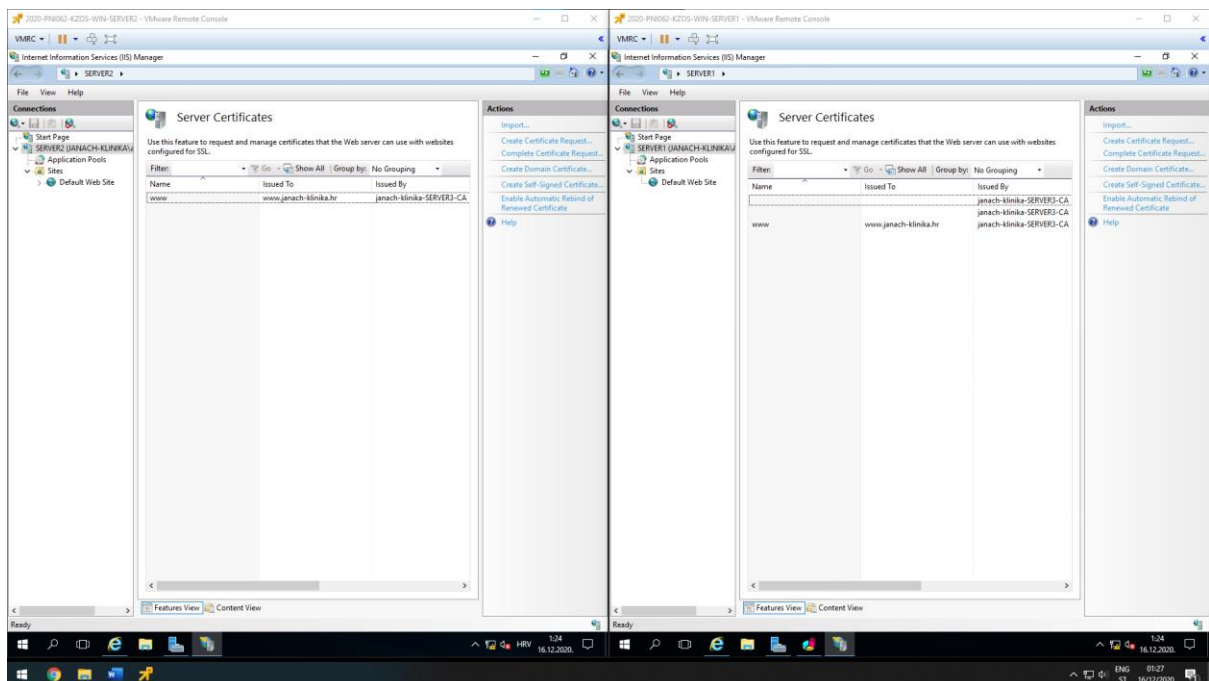 2020-PNI062-KZOS-WIN-SERVER2 - VMware Remote Console
VMRC
Internet Information Services (IIS) Manager
SERVER2
File View Help
Connections
Start Page
SERVER2 (JANACH-KLINIKA\
Application Pools
Sites
Default Web Site
Server Certificates
Use this feature to request and manage certificates that the Web server can use with websites
configured for SSL.
Filter: Go Show All Group by: No Grouping
Name Issued To Issued By
www www.janach-klinika.hr janach-klinika-SERVER3-CA
Features View Content View
Actions
Import...
Create Certificate Request...
Complete Certificate Request...
Create Domain Certificate...
Create Self-Signed Certificate...
Enable Automatic Rebind of
Renewed Certificate
Help
Ready
HRV
1:24
16.12.2020.
2020-PNI062-KZOS-WIN-SERVER1 - VMware Remote Console
VMRC
Internet Information Services (IIS) Manager
SERVER1
File View Help
Connections
Start Page
SERVER1 (JANACH-KLINIKA\
Application Pools
Sites
Default Web Site
Server Certificates
Use this feature to request and manage certificates that the Web server can use with websites
configured for SSL.
Filter: Go Show All Group by: No Grouping
Name Issued To Issued By
janach-klinika-SERVER3-CA
janach-klinika-SERVER3-CA
www www.janach-klinika.hr janach-klinika-SERVER3-CA
Features View Content View
Actions
Import...
Create Certificate Request...
Complete Certificate Request...
Create Domain Certificate...
Create Self-Signed Certificate...
Enable Automatic Rebind of
Renewed Certificate
Help
Ready
1:24
16.12.2020.
ENG 01:27
ST 16/12/2020